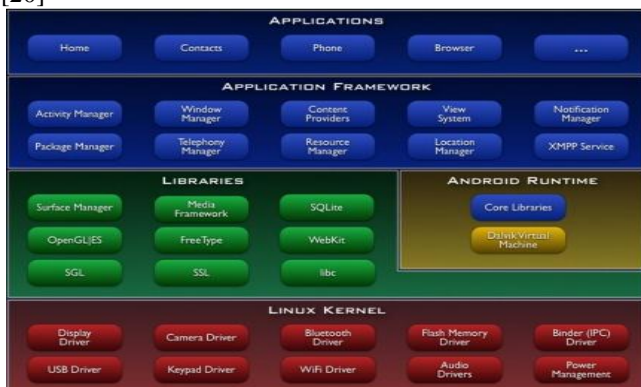 [20]
APPLICATIONS
Home
Contacts
Phone
Browser
...
APPLICATION FRAMEWORK
Activity Manager
Window
Manager
Content
Providers
View
System
Notification
Manager
Package Manager
Telephony
Manager
Resource
Manager
Location
Manager
XMPP Service
LIBRARIES
Surface Manager
Media
Framework
SQLite
OpenGL|ES
FreeType
WebKit
SGL
SSL
libc
ANDROID RUNTIME
Core Libraries
Dalvik Virtual
Machine
LINUX KERNEL
Display
Driver
Camera Driver
Bluetooth
Driver
Flash Memory
Driver
Binder (IPC)
Driver
USB Driver
Keypad Driver
WiFi Driver
Audio
Drivers
Power
Management